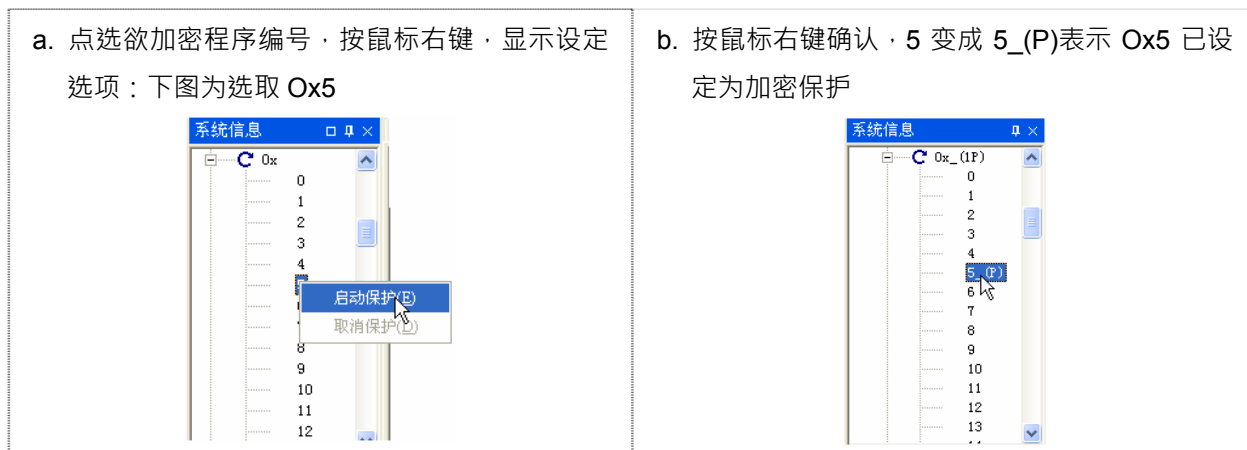 a. 点选欲加密程序编号，按鼠标右键，显示设定
选项：下图为选取 Ox5
系统信息
Ox
0
1
2
3
4
启动保护(E)
取消保护(D)
8
9
10
11
12
b. 按鼠标右键确认，5 变成 5_(P)表示 Ox5 已设
定为加密保护
系统信息
Ox_(1P)
0
1
2
3
4
5_(P)
6
7
8
9
10
11
12
13